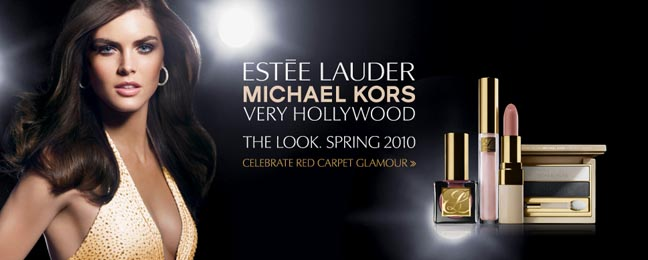 ESTĒE LAUDER
MICHAEL KORS
VERY HOLLYWOOD
THE LOOK. SPRING 2010
CELEBRATE RED CARPET GLAMOUR »